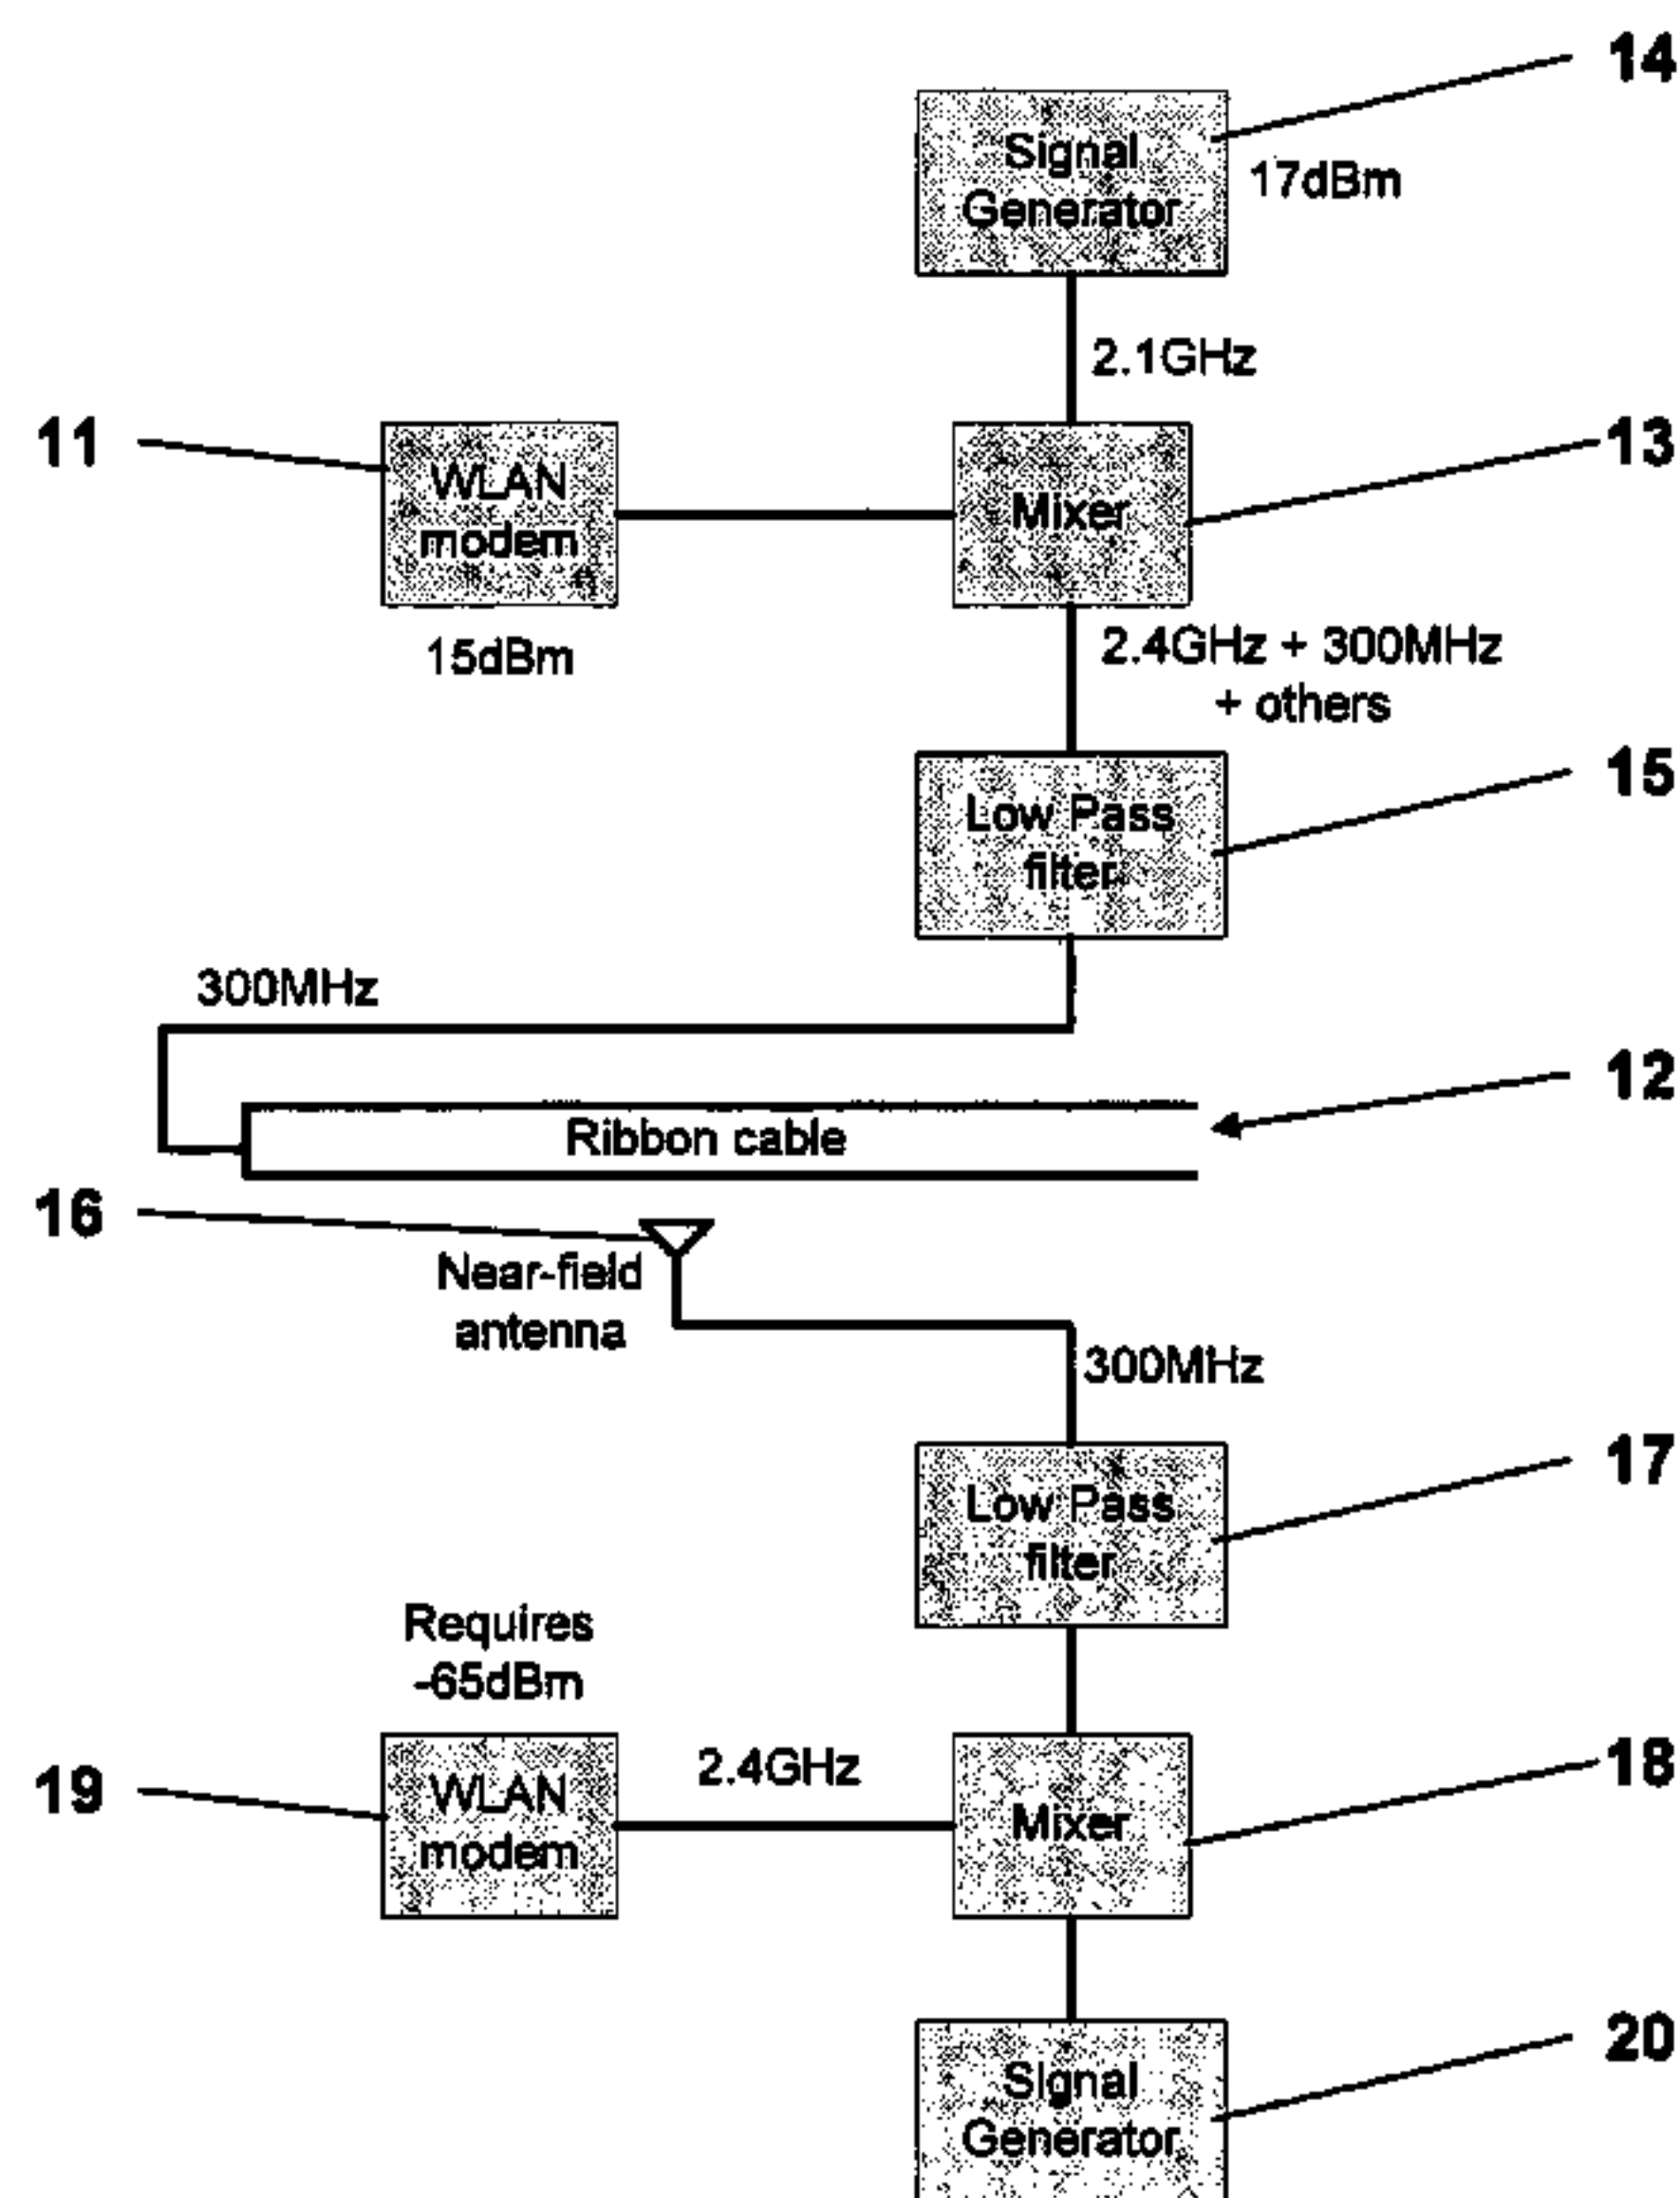 14
Signal
Generator
17dBm
2.1GHz
11
WLAN
modem
15dBm
13
Mixer
2.4GHz + 300MHz
+ others
15
Low Pass
filter
300MHz
12
Ribbon cable
16
Near-field
antenna
300MHz
17
Low Pass
filter
Requires
-65dBm
19
WLAN
modem
2.4GHz
18
Mixer
20
Signal
Generator